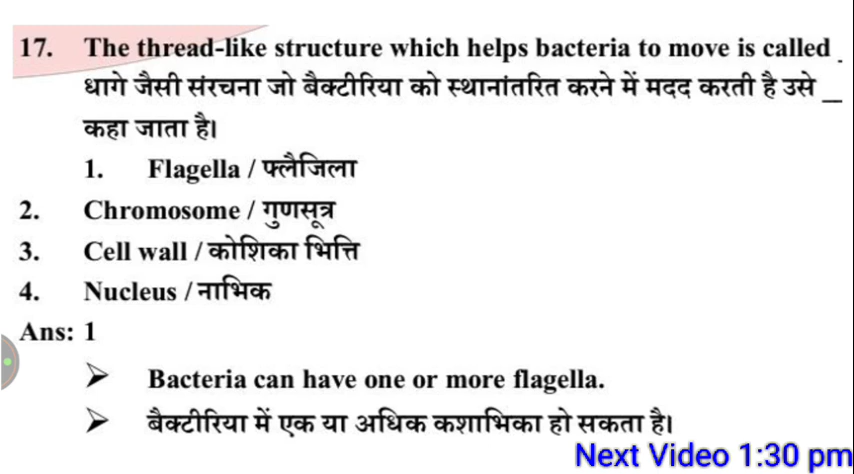 17. The thread-like structure which helps bacteria to move is called .
धागे जैसी संरचना जो बैक्टीरिया को स्थानांतरित करने में मदद करती है उसे __
कहा जाता है।
1. Flagella / फ्लैजिला
2. Chromosome / गुणसूत्र
3. Cell wall / कोशिका भित्ति
4. Nucleus / नाभिक
Ans: 1
➢ Bacteria can have one or more flagella.
➢ बैक्टीरिया में एक या अधिक कशाभिका हो सकता है।
Next Video 1:30 pm